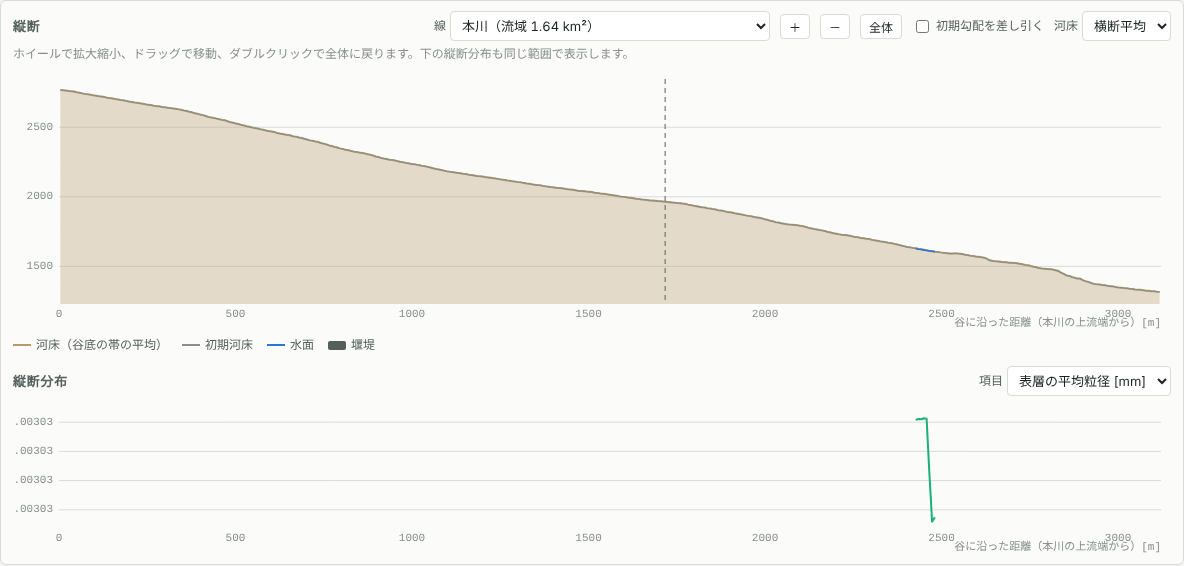 縦断 線 本川（流域 1.64 km²） + − 全体 初期勾配を差し引く 河床 横断平均
ホイールで拡大縮小、ドラッグで移動、ダブルクリックで全体に戻ります。下の縦断分布も同じ範囲で表示します。
2500
2000
1500
0 500 1000 1500 2000 2500 3000
谷に沿った距離（本川の上流端から）[m]
河床（谷底の帯の平均） 初期河床 水面 堰堤
縦断分布 項目 表層の平均粒径 [mm]
.00303
.00303
.00303
.00303
0 500 1000 1500 2000 2500 3000
谷に沿った距離（本川の上流端から）[m]